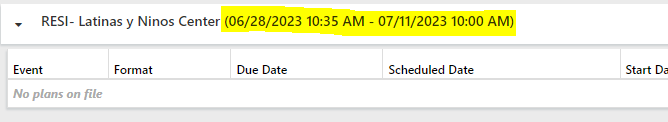 RESI- Latinas y Ninos Center (06/28/2023 10:35 AM - 07/11/2023 10:00 AM)
Event Format Due Date Scheduled Date Start Da
No plans on file